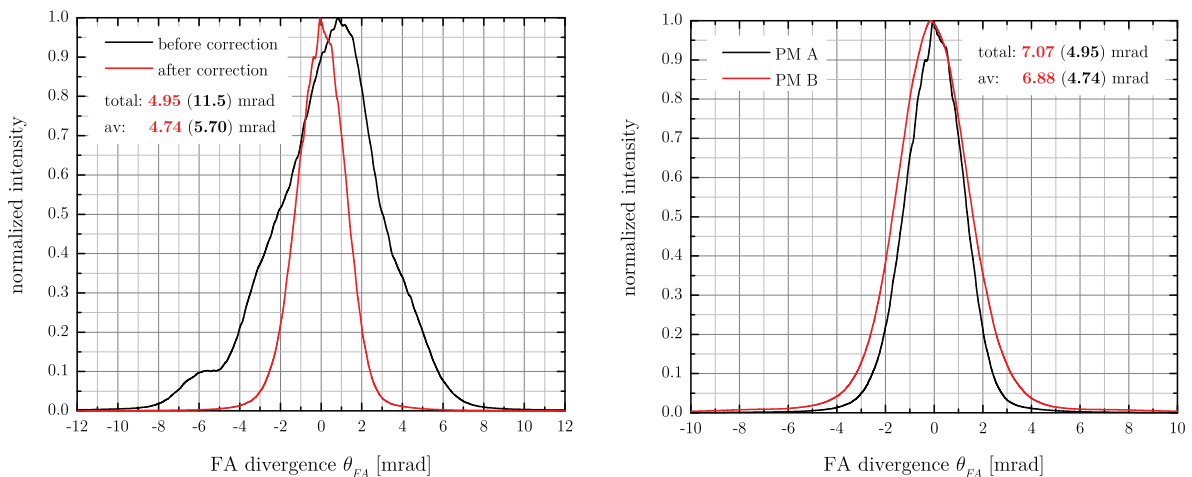 1.0
0.9
0.8
0.7
0.6
0.5
0.4
0.3
0.2
0.1
0.0
normalized intensity
before correction
after correction
total: 4.95 (11.5) mrad
av: 4.74 (5.70) mrad
-12 -10 -8 -6 -4 -2 0 2 4 6 8 10 12
FA divergence θFA [mrad]
1.0
0.9
0.8
0.7
0.6
0.5
0.4
0.3
0.2
0.1
0.0
normalized intensity
PM A
PM B
total: 7.07 (4.95) mrad
av: 6.88 (4.74) mrad
-10 -8 -6 -4 -2 0 2 4 6 8 10
FA divergence θFA [mrad]